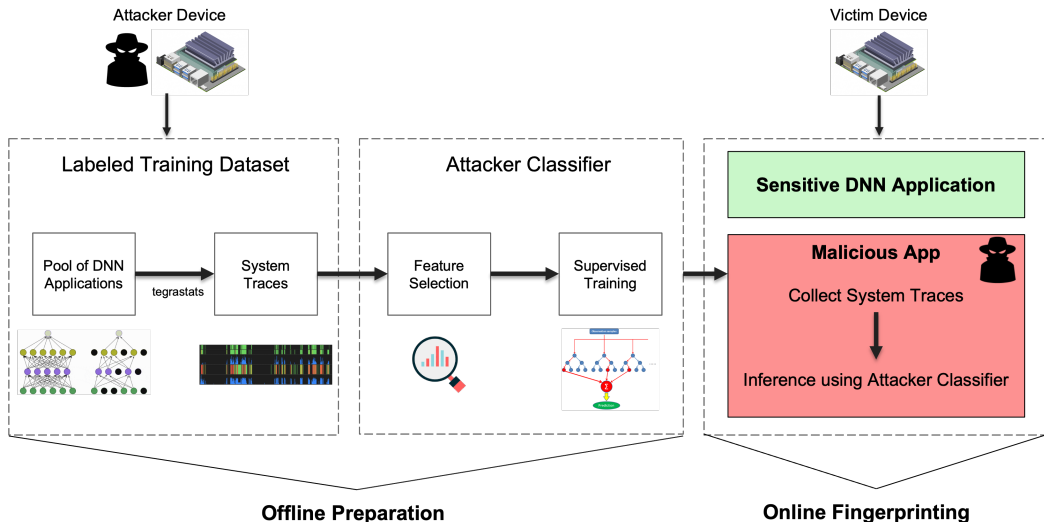 Attacker Device
Victim Device
Labeled Training Dataset
Attacker Classifier
Sensitive DNN Application
Pool of DNN
Applications
tegrastats
System
Traces
Feature
Selection
Supervised
Training
Malicious App
Collect System Traces
Inference using Attacker Classifier
Offline Preparation
Online Fingerprinting